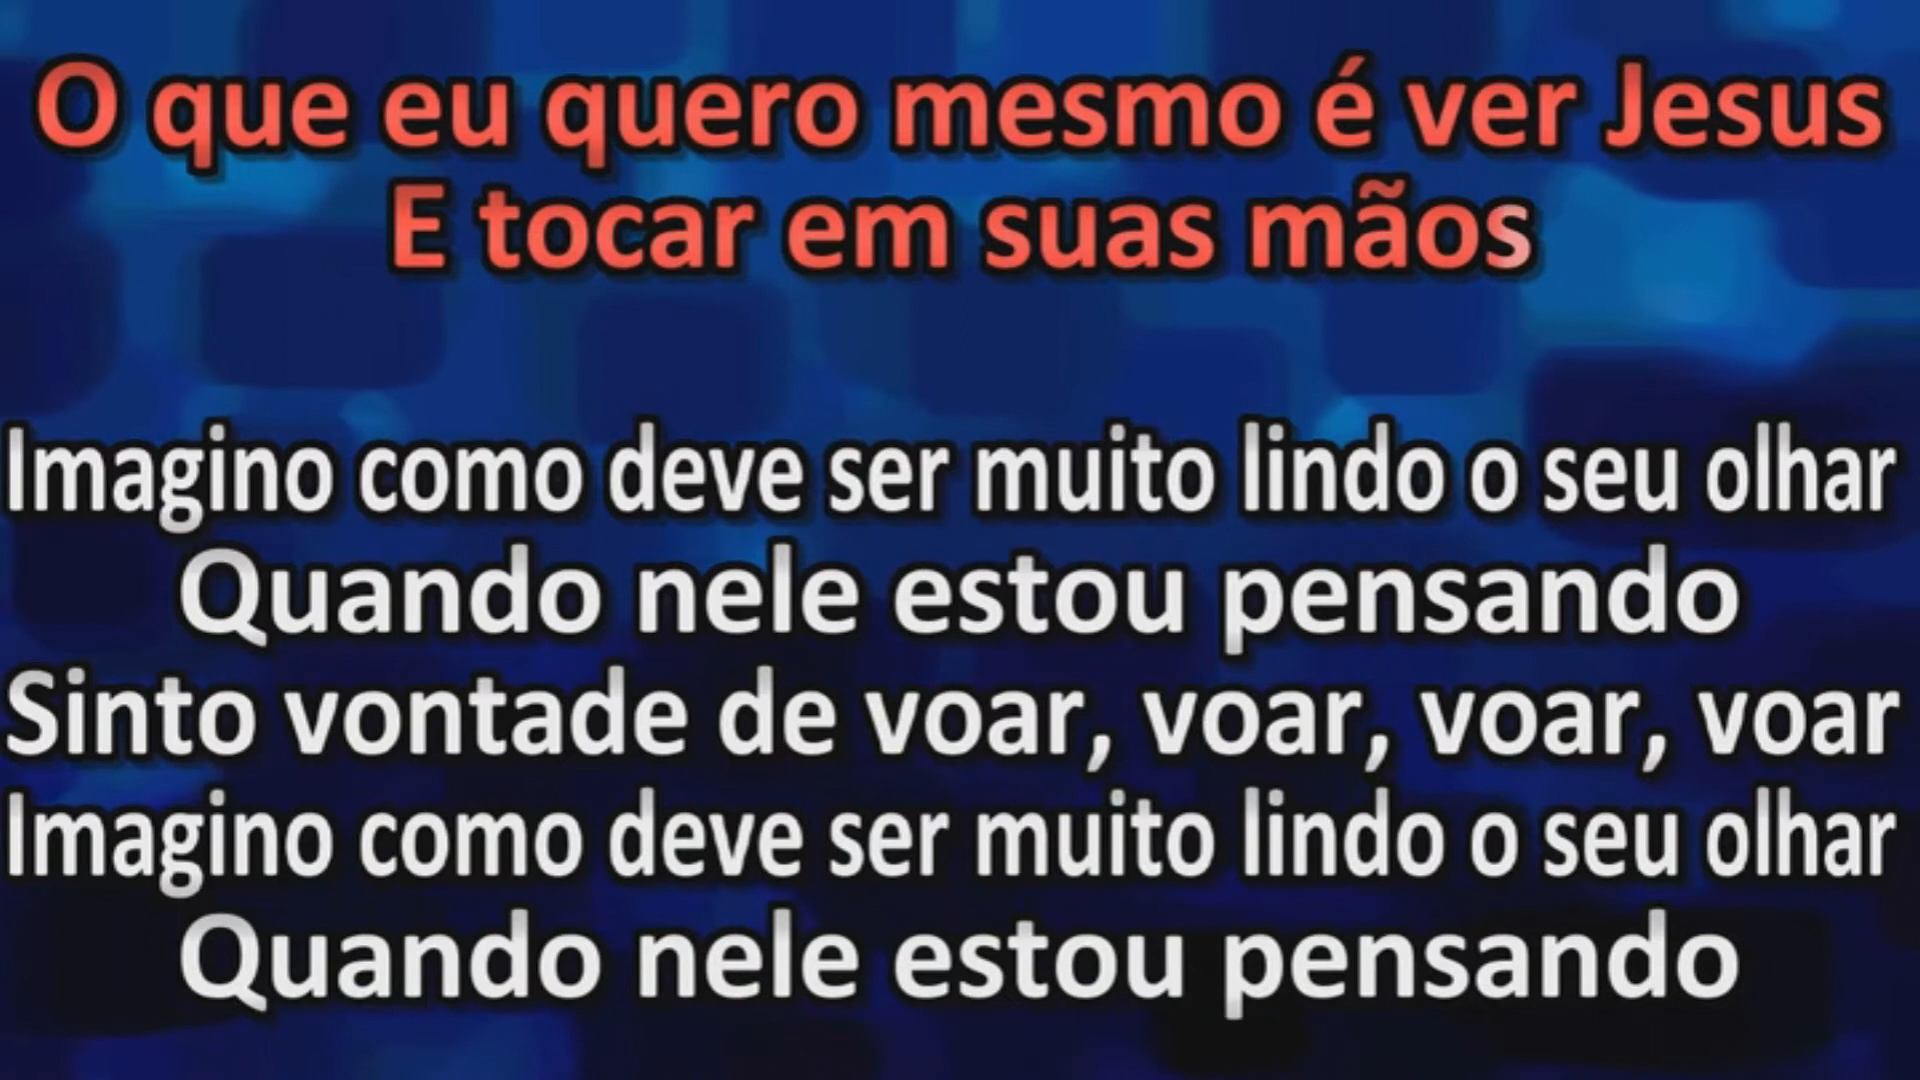 O que eu quero mesmo é ver Jesus
E tocar em suas mãos
Imagino como deve ser muito lindo o seu olhar
Quando nele estou pensando
Sinto vontade de voar, voar, voar, voar
Imagino como deve ser muito lindo o seu olhar
Quando nele estou pensando